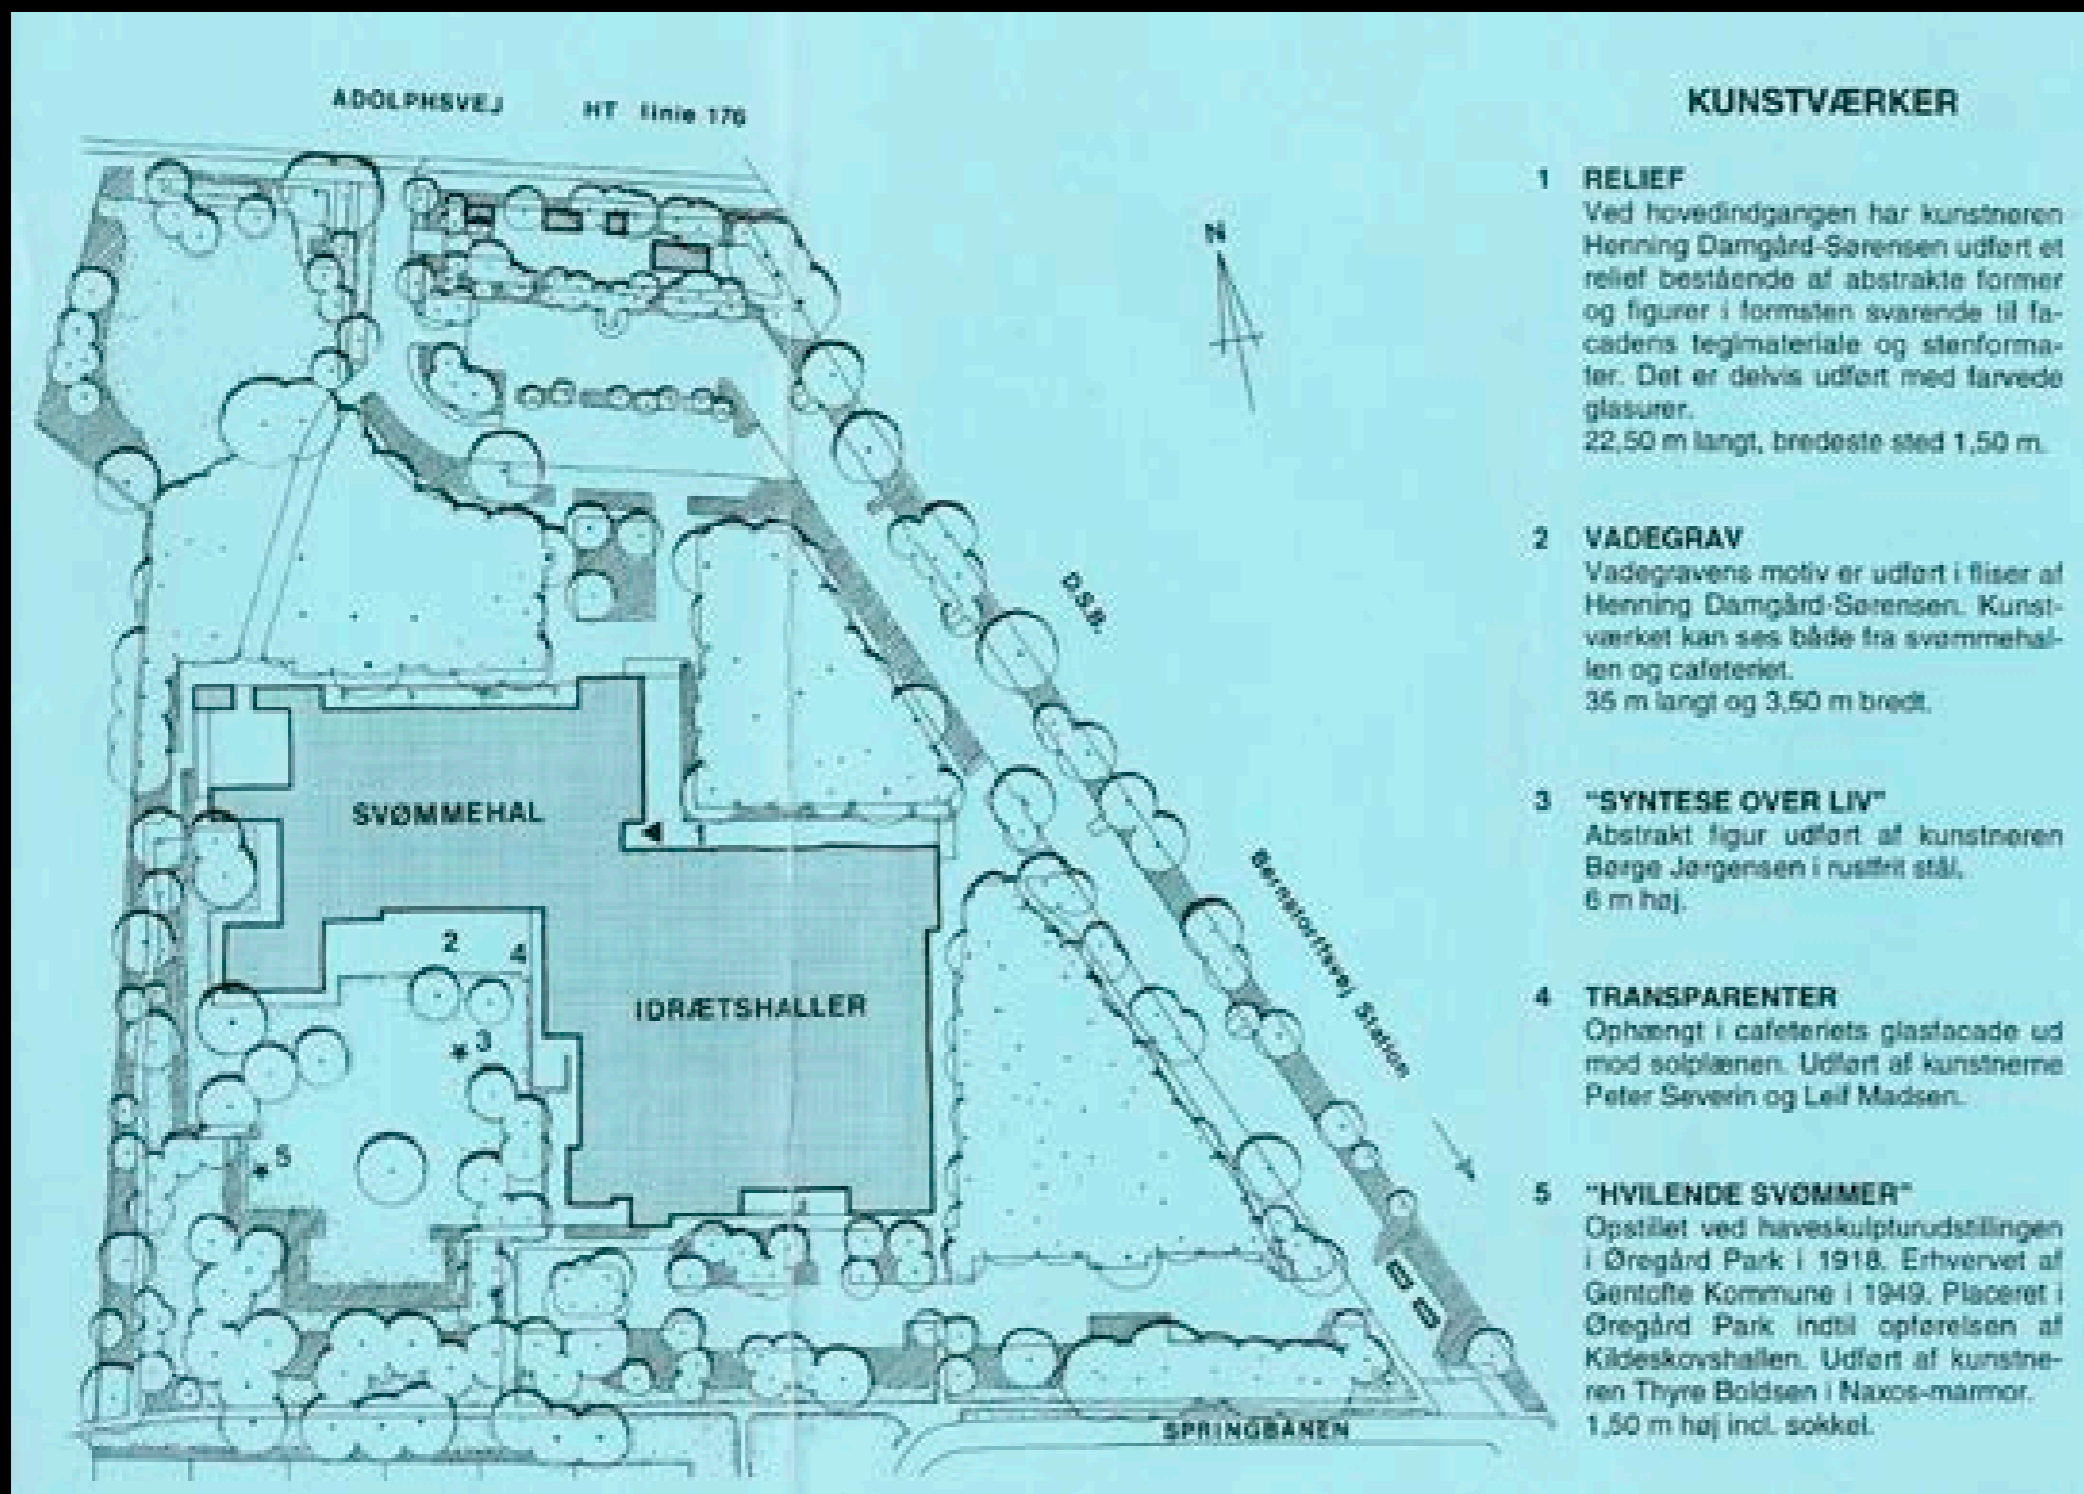 ADOLPHSVEJ
HT linie 176
N
D.S.B.
Bernstorffsvej Station
SVØMMEHAL
1
2
4
IDRÆTSHALLER
3
5
SPRINGBANEN
KUNSTVÆRKER
1 RELIEF
Ved hovedindgangen har kunstneren
Henning Damgård-Sørensen udført et
relief bestående af abstrakte former
og figurer i formsten svarende til fa-
cadens teglmateriale og stenforma-
ter. Det er delvis udført med farvede
glasurer.
22,50 m langt, bredeste sted 1,50 m.
2 VADEGRAV
Vadegravens motiv er udført i fliser af
Henning Damgård-Sørensen. Kunst-
værket kan ses både fra svømmehal-
len og cafeteriet.
35 m langt og 3,50 m bredt.
3 "SYNTESE OVER LIV"
Abstrakt figur udført af kunstneren
Børge Jørgensen i rustfrit stål.
6 m høj.
4 TRANSPARENTER
Ophængt i cafeteriets glasfacade ud
mod solplænen. Udført af kunstnerne
Peter Severin og Leif Madsen.
5 "HVILENDE SVØMMER"
Opstillet ved haveskulpturudstillingen
i Øregård Park i 1918. Erhvervet af
Gentofte Kommune i 1949. Placeret i
Øregård Park indtil opførelsen af
Kildeskovshallen. Udført af kunstne-
ren Thyre Boldsen i Naxos-marmor.
1,50 m høj incl. sokkel.